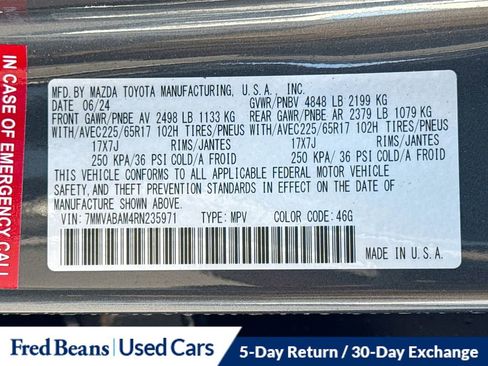 IN CASE OF EMERGENCY CALL
MFD. BY MAZDA TOYOTA MANUFACTURING, U.S.A., INC.
DATE 06/24 GVWR/PNBV 4848 LB 2199 KG
FRONT GAWR/PNBE AV 2498 LB 1133 KG REAR GAWR/PNBE AR 2379 LB 1079 KG
WITH/AVEC225/65R17 102H TIRES/PNEUS WITH/AVEC225/65R17 102H TIRES/PNEUS
17X7J RIMS/JANTES 17X7J RIMS/JANTES
250 KPA/36 PSI COLD/A FROID 250 KPA/36 PSI COLD/A FROID
THIS VEHICLE CONFORMS TO ALL APPLICABLE FEDERAL MOTOR VEHICLE
SAFETY, AND THEFT PREVENTION STANDARDS IN EFFECT ON THE DATE OF
MANUFACTURE SHOWN ABOVE.
VIN: 7MMVABAM4RN235971 TYPE: MPV COLOR CODE: 46G
MADE IN U.S.A.
Fred Beans | Used Cars 5-Day Return / 30-Day Exchange